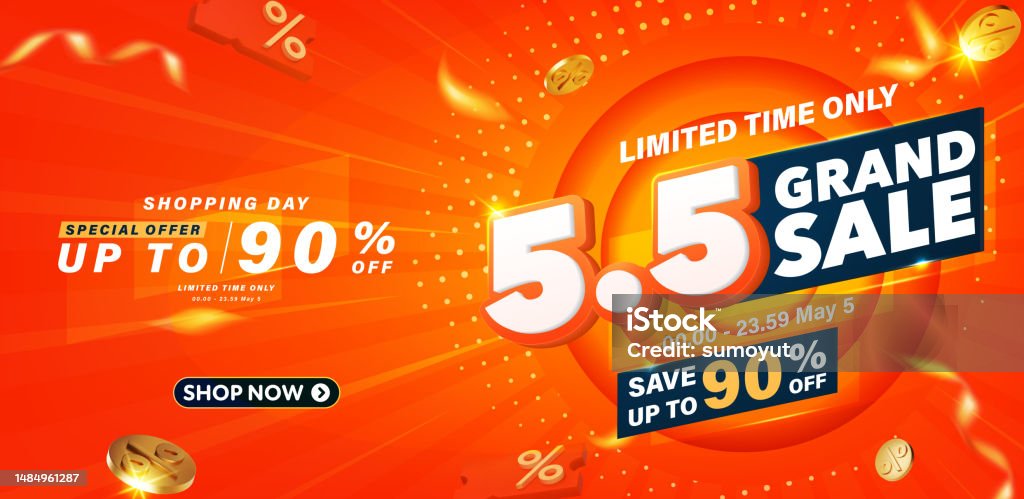 LIMITED TIME ONLY
5.5 GRAND
SALE
00.00 - 23.59 May 5
SAVE
UP TO 90% OFF
SHOPPING DAY
SPECIAL OFFER
UP TO 90% OFF
LIMITED TIME ONLY
00.00 - 23.59 May 5
SHOP NOW
%
%
%
%
%
%
iStock
Credit: sumoyut
1484961287